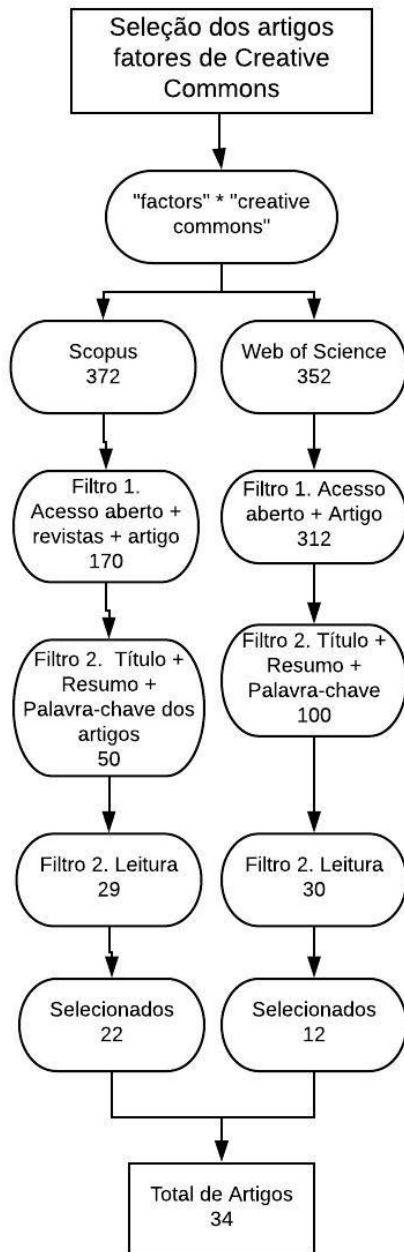 Seleção dos artigos
fatores de Creative
Commons
"factors" * "creative
commons"
Scopus
372
Web of Science
352
Filtro 1.
Acesso aberto +
revistas + artigo
170
Filtro 1. Acesso
aberto + Artigo
312
Filtro 2. Título +
Resumo +
Palavra-chave dos
artigos
50
Filtro 2. Título +
Resumo +
Palavra-chave
100
Filtro 2. Leitura
29
Filtro 2. Leitura
30
Selecionados
22
Selecionados
12
Total de Artigos
34